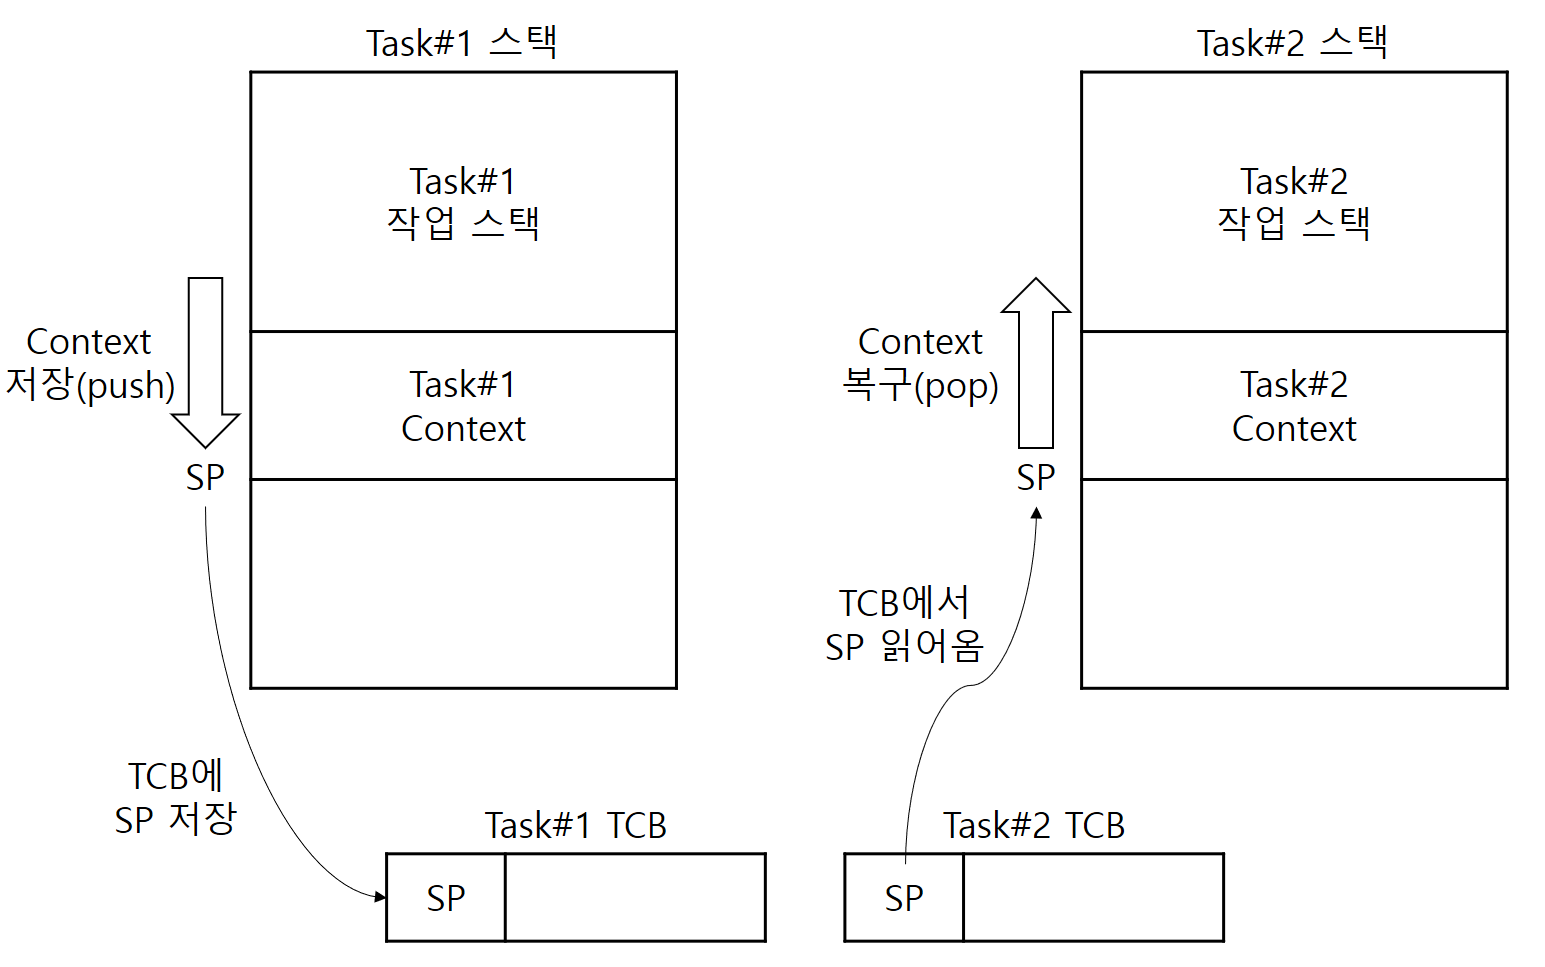 Task#1 스택
Task#1
작업 스택
Context
저장(push)
Task#1
Context
SP
TCB에
SP 저장
Task#1 TCB
SP
Task#2 스택
Task#2
작업 스택
Context
복구(pop)
Task#2
Context
SP
TCB에서
SP 읽어옴
Task#2 TCB
SP